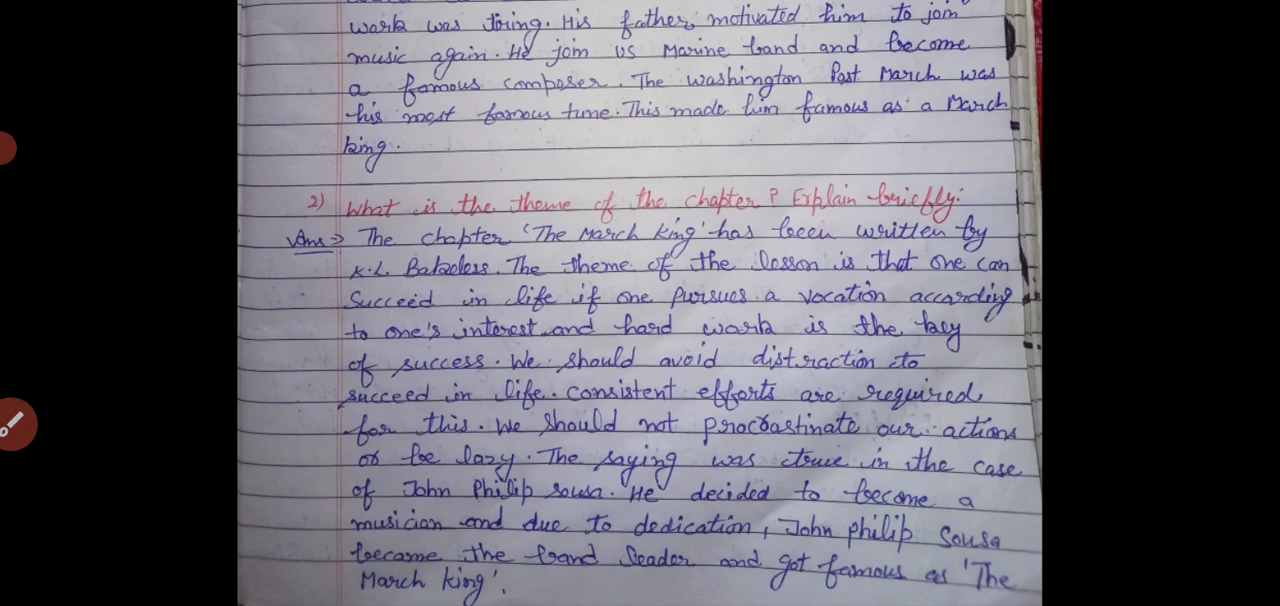 work was tiring. His father motivated him to join
music again. He join US Marine band and become
a famous composer. The Washington Post March was
his most famous tune. This made him famous as a March
king.
2) What is the theme of the chapter? Explain briefly:
Ans⇒ The chapter 'The March King' has been written by
K.L. Batado​ss. The theme of the lesson is that one can
Succeed in life if one pursues a vocation according
to one's interest and hard work is the key
of success. We should avoid distraction to
succeed in life. consistent efforts are required
for this. We should not procrastinate our actions
or be lazy. The saying was true in the case
of John Philip Sousa. He decided to become a
musician and due to dedication, John philip Sousa
became the band leader and got famous as 'The
March king'.